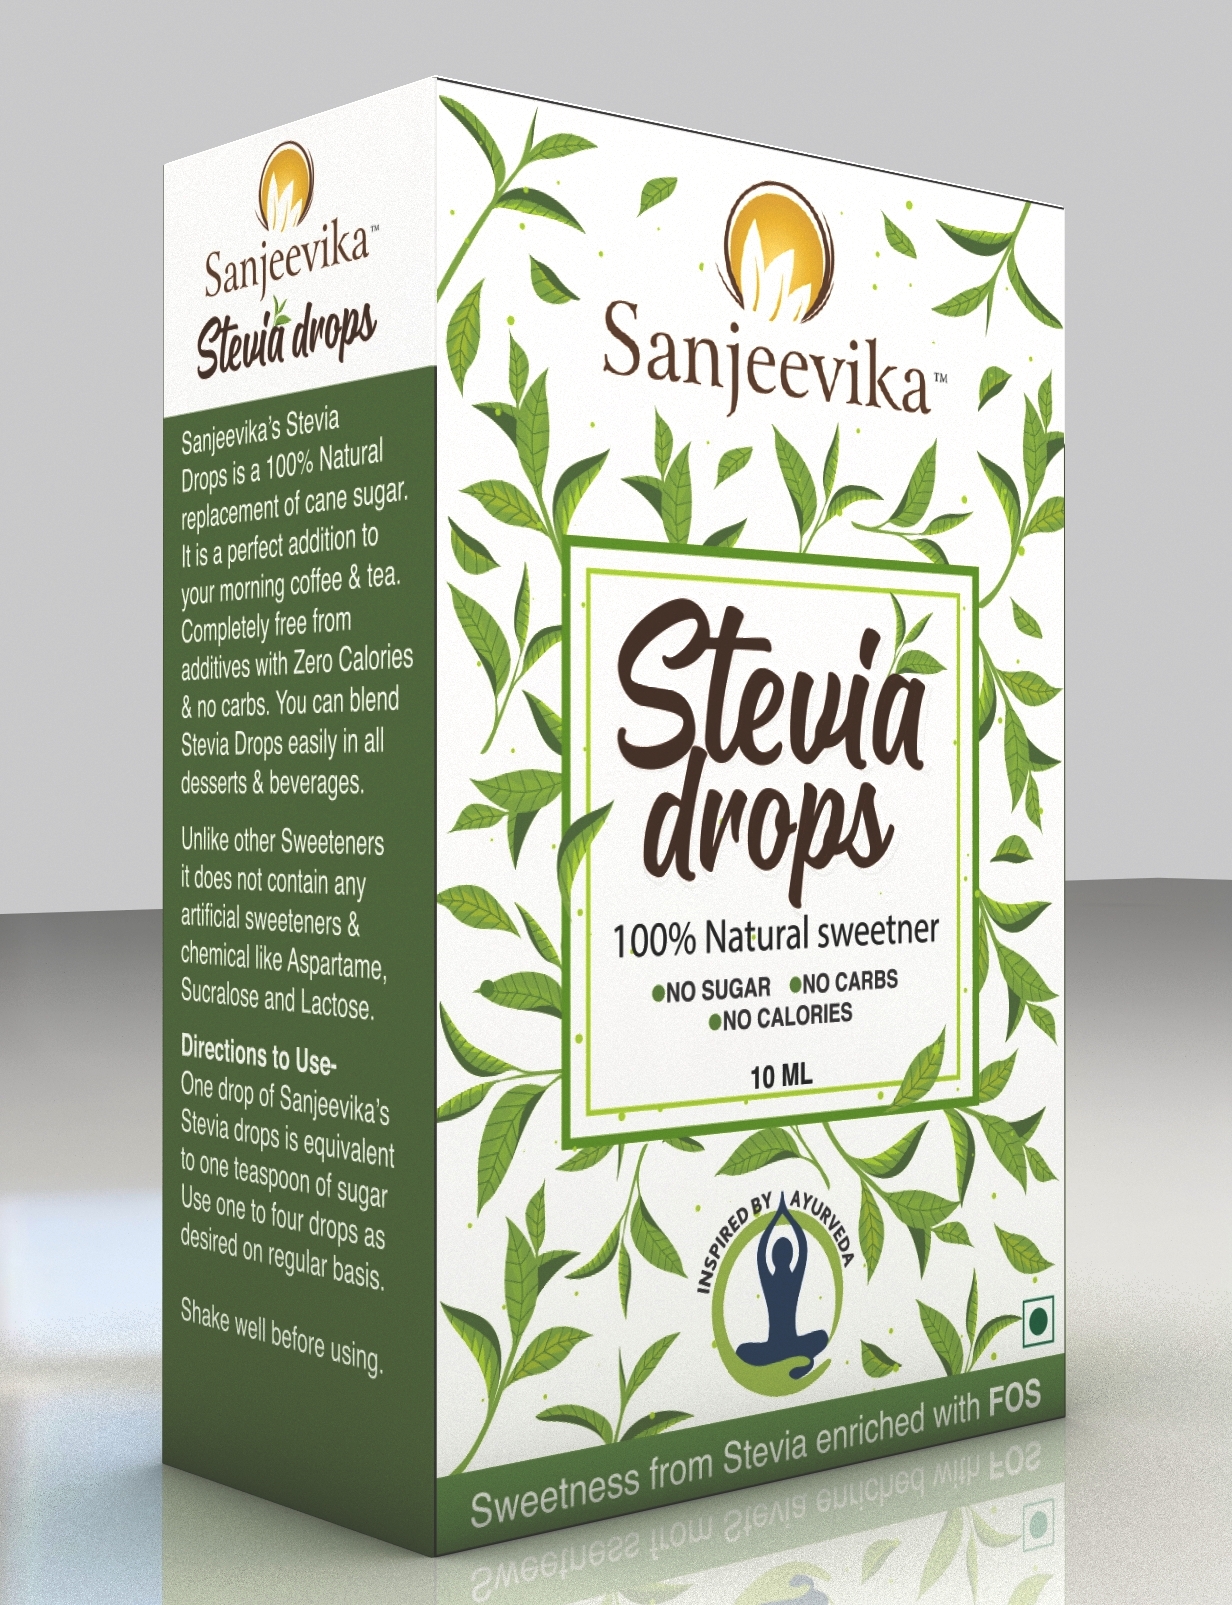 Sanjeevika™
Stevia drops
Sanjeevika's Stevia
Drops is a 100% Natural
replacement of cane sugar.
It is a perfect addition to
your morning coffee & tea.
Completely free from
additives with Zero Calories
& no carbs. You can blend
Stevia Drops easily in all
desserts & beverages.
Unlike other Sweeteners
it does not contain any
artificial sweeteners &
chemical like Aspartame,
Sucralose and Lactose.
Directions to Use-
One drop of Sanjeevika's
Stevia drops is equivalent
to one teaspoon of sugar
Use one to four drops as
desired on regular basis.
Shake well before using.
Sanjeevika™
Stevia
drops
100% Natural sweetner
●NO SUGAR ●NO CARBS
●NO CALORIES
10 ML
INSPIRED BY AYURVEDA
Sweetness from Stevia enriched with FOS